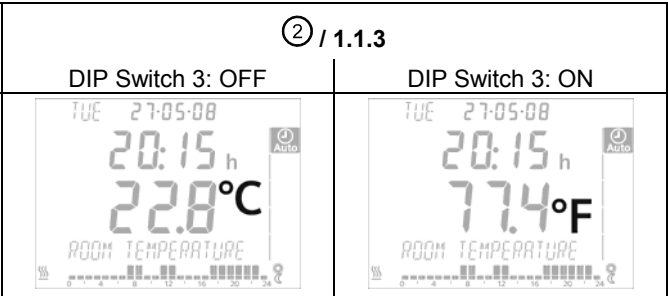 ② / 1.1.3
DIP Switch 3: OFF
DIP Switch 3: ON
TUE 27-05-08
20:15 h
Auto
22.8°C
ROOM TEMPERATURE
0 4 8 12 16 20 24
TUE 27-05-08
20:15 h
Auto
77.4°F
ROOM TEMPERATURE
0 4 8 12 16 20 24